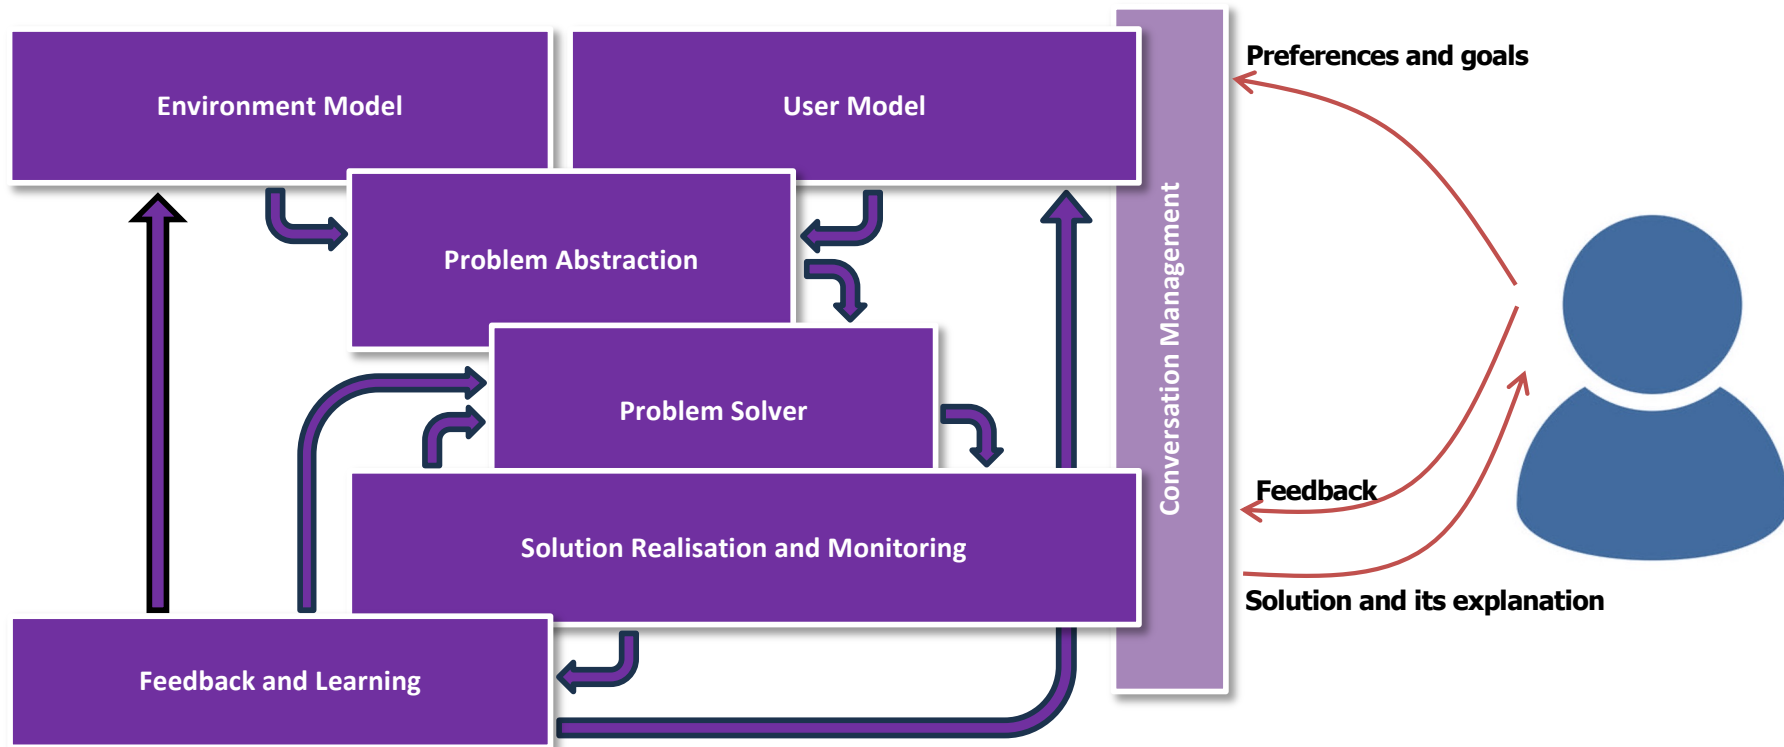 Environment Model
User Model
Problem Abstraction
Problem Solver
Solution Realisation and Monitoring
Feedback and Learning
Conversation Management
Preferences and goals
Feedback
Solution and its explanation